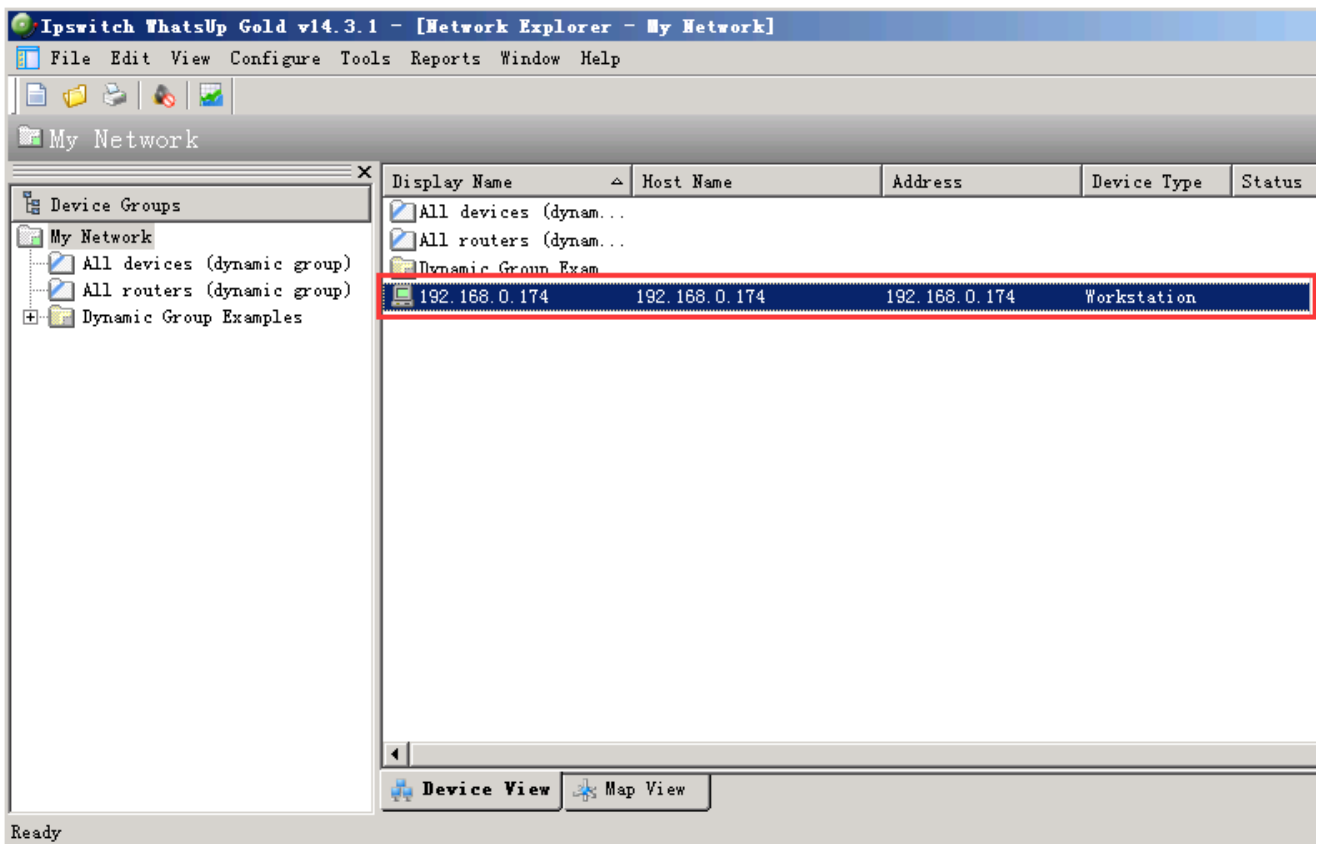 Ipswitch WhatsUp Gold v14.3.1 - [Network Explorer - My Network]
File Edit View Configure Tools Reports Window Help
My Network
Device Groups
My Network
All devices (dynamic group)
All routers (dynamic group)
Dynamic Group Examples
Display Name Host Name Address Device Type Status
All devices (dynam...
All routers (dynam...
Dynamic Group Exam
192.168.0.174 192.168.0.174 192.168.0.174 Workstation
Device View Map View
Ready